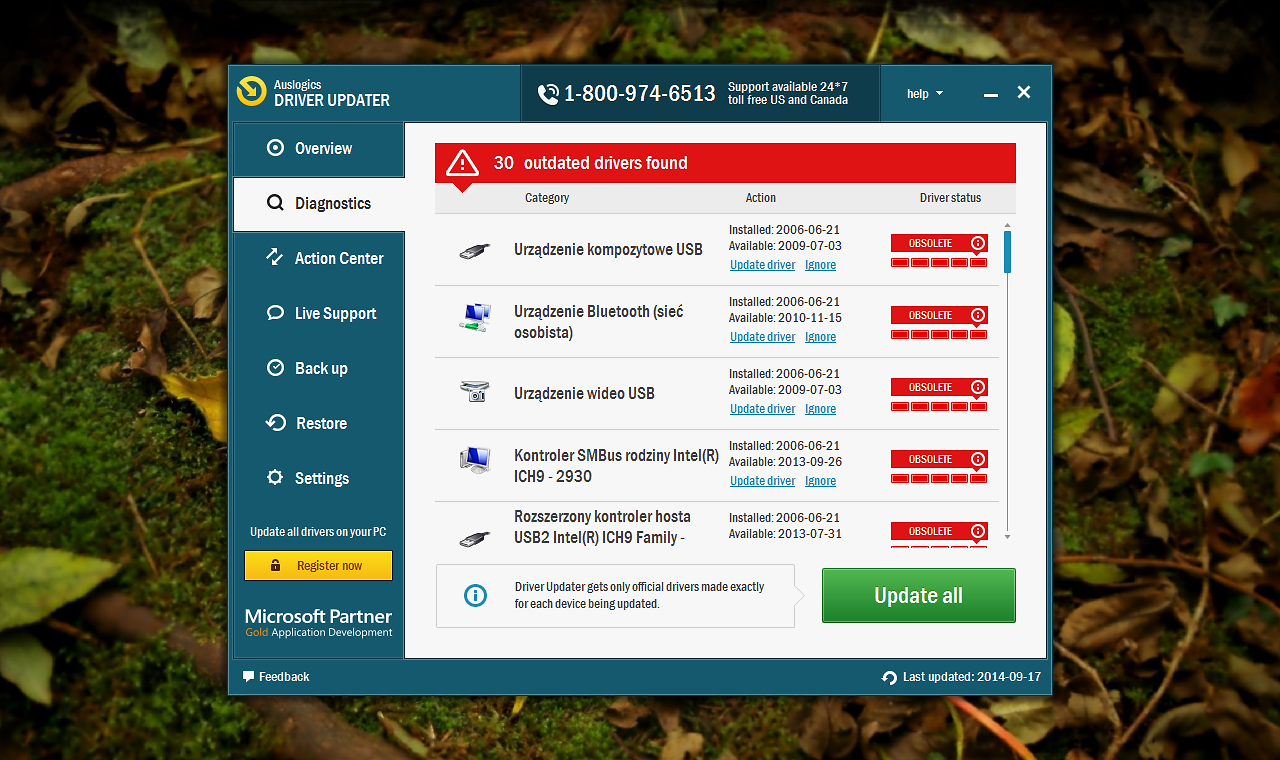 Auslogics
DRIVER UPDATER
1-800-974-6513
Support available 24*7
toll free US and Canada
help
Overview
Diagnostics
Action Center
Live Support
Back up
Restore
Settings
Update all drivers on your PC
Register now
Microsoft Partner
Gold Application Development
30 outdated drivers found
Category Action Driver status
Urządzenie kompozytowe USB
Installed: 2006-06-21
Available: 2009-07-03
Update driver Ignore
OBSOLETE
Urządzenie Bluetooth (sieć
osobista)
Installed: 2006-06-21
Available: 2010-11-15
Update driver Ignore
OBSOLETE
Urządzenie wideo USB
Installed: 2006-06-21
Available: 2009-07-03
Update driver Ignore
OBSOLETE
Kontroler SMBus rodziny Intel(R)
ICH9 - 2930
Installed: 2006-06-21
Available: 2013-09-26
Update driver Ignore
OBSOLETE
Rozszerzony kontroler hosta
USB2 Intel(R) ICH9 Family -
Installed: 2006-06-21
Available: 2013-07-31
OBSOLETE
Driver Updater gets only official drivers made exactly
for each device being updated.
Update all
Feedback
Last updated: 2014-09-17